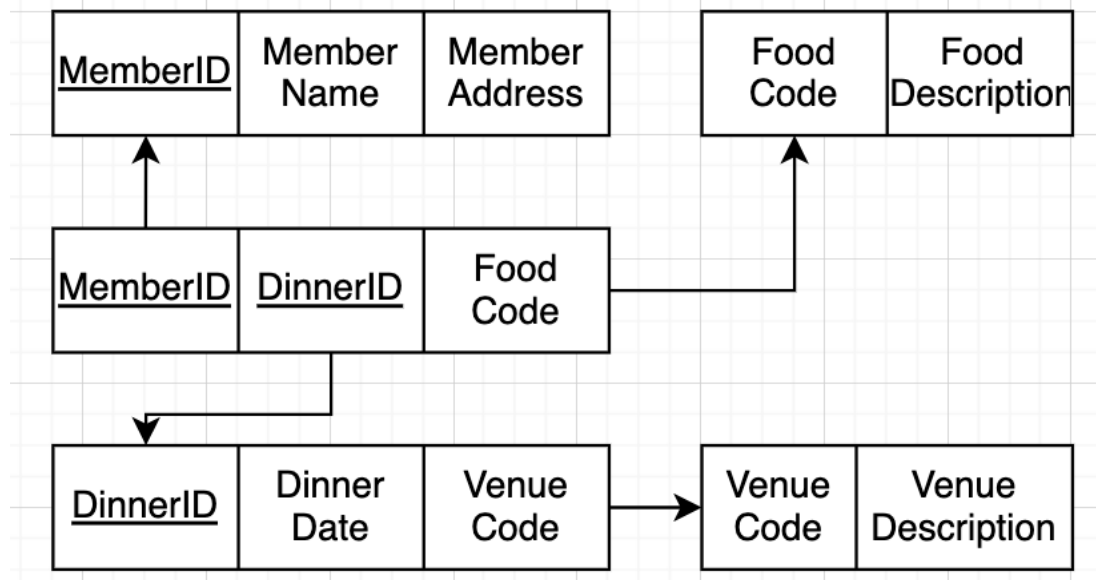 MemberID
Member
Name
Member
Address
Food
Code
Food
Description
MemberID
DinnerID
Food
Code
DinnerID
Dinner
Date
Venue
Code
Venue
Code
Venue
Description